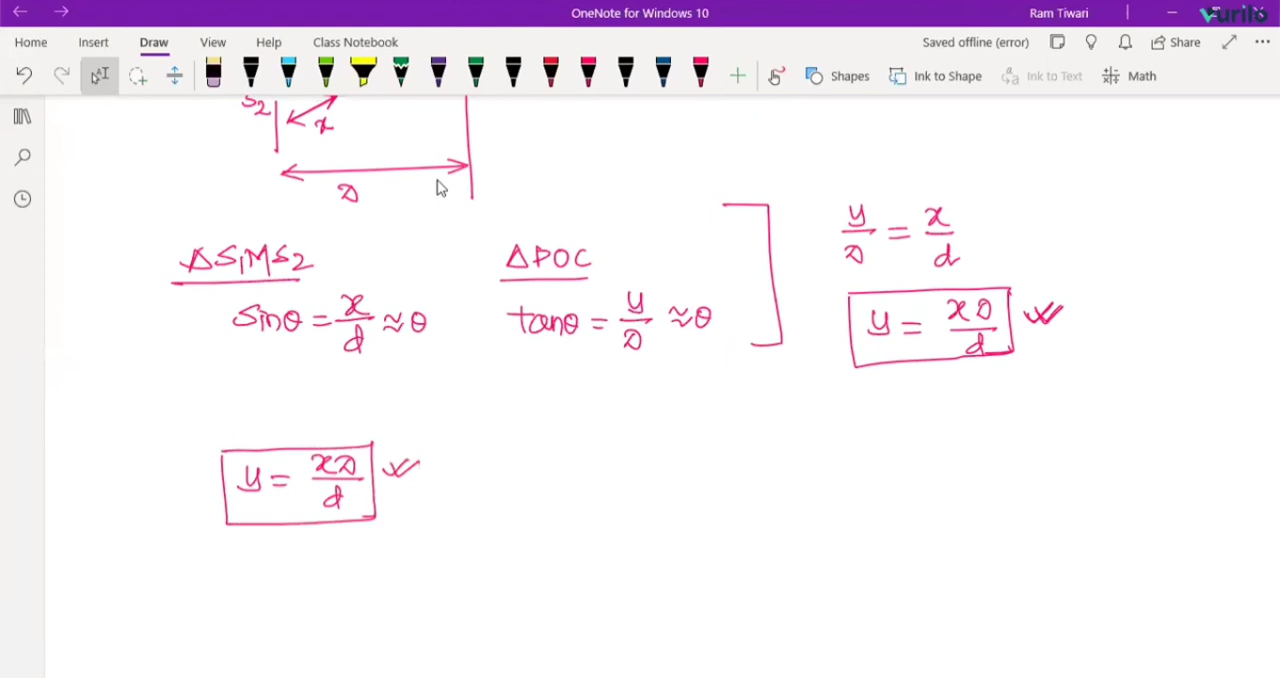 OneNote for Windows 10
Ram Tiwari
Yurilo
Home Insert Draw View Help Class Notebook
Saved offline (error) Share
Shapes Ink to Shape Ink to Text Math
S2
x
D
ΔS1MS2
sinθ = x/d ≈ θ
ΔPOC
tanθ = y/D ≈ θ
y/D = x/d
y = xD/d
y = xD/d